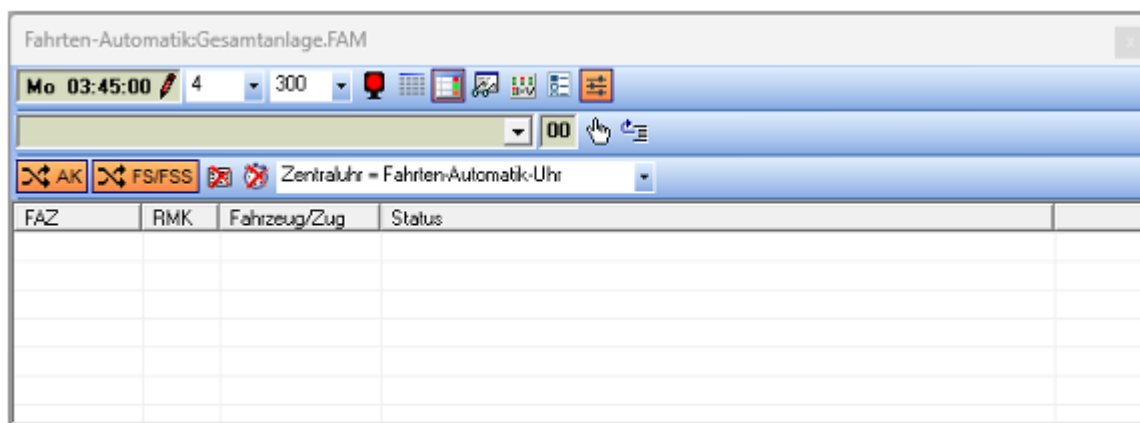 Fahrten-Automatik:Gesamtanlage.FAM
Mo 03:45:00 4 300
00
AK FS/FSS Zentraluhr = Fahrten-Automatik-Uhr
FAZ RMK Fahrzeug/Zug Status